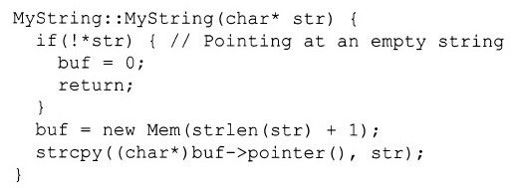 MyString::MyString(char* str) {
  if(!*str) { // Pointing at an empty string
    buf = 0;
    return;
  }
  buf = new Mem(strlen(str) + 1);
  strcpy((char*)buf->pointer(), str);
}